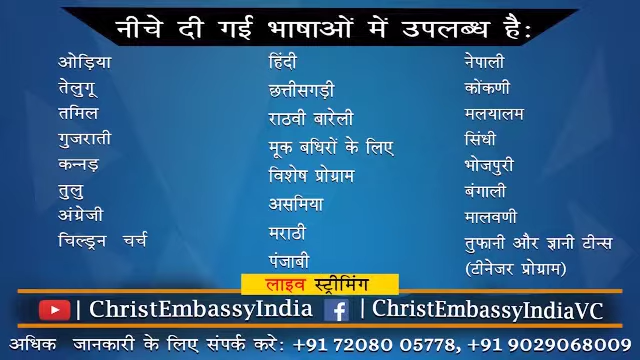 नीचे दी गई भाषाओं में उपलब्ध है:
ओड़िया
तेलुगू
तमिल
गुजराती
कन्नड़
तुलु
अंग्रेजी
चिल्ड्रन चर्च
हिंदी
छत्तीसगड़ी
राठवी बारेली
मूक बधिरों के लिए
विशेष प्रोग्राम
असमिया
मराठी
पंजाबी
नेपाली
कोंकणी
मलयालम
सिंधी
भोजपुरी
बंगाली
मालवणी
तुफानी और ज्ञानी टीन्स
(टीनेजर प्रोग्राम)
लाइव स्ट्रीमिंग
| ChristEmbassyIndia | ChristEmbassyIndiaVC
अधिक जानकारी के लिए संपर्क करे: +91 72080 05778, +91 9029068009